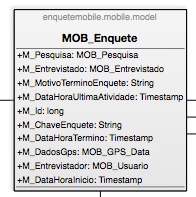 enquetemobile.mobile.model
MOB_Enquete
+M_Pesquisa: MOB_Pesquisa
+M_Entrevistado: MOB_Entrevistado
+M_MotivoTerminoEnquete: String
+M_DataHoraUltimaAtividade: Timestamp
+M_Id: long
+M_ChaveEnquete: String
+M_DataHoraTermino: Timestamp
+M_DadosGps: MOB_GPS_Data
+M_Entrevistador: MOB_Usuario
+M_DataHoraInicio: Timestamp